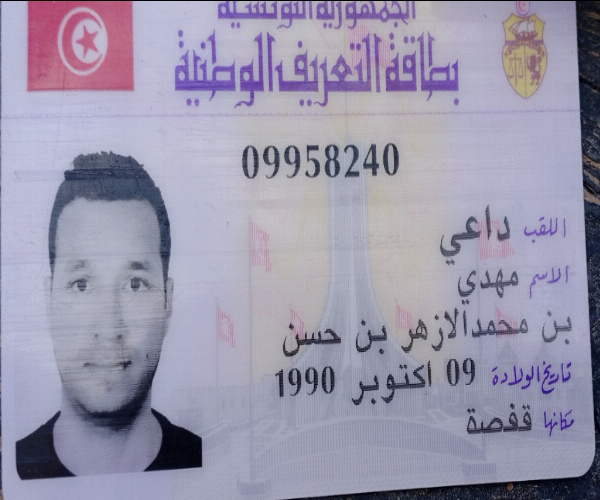 الجمهورية التونسية
بطاقة التعريف الوطنية
09958240
اللقب داعي
الاسم مهدي
بن محمدالازهر بن حسن
تاريخ الولادة 09 اكتوبر 1990
مكانها قفصة